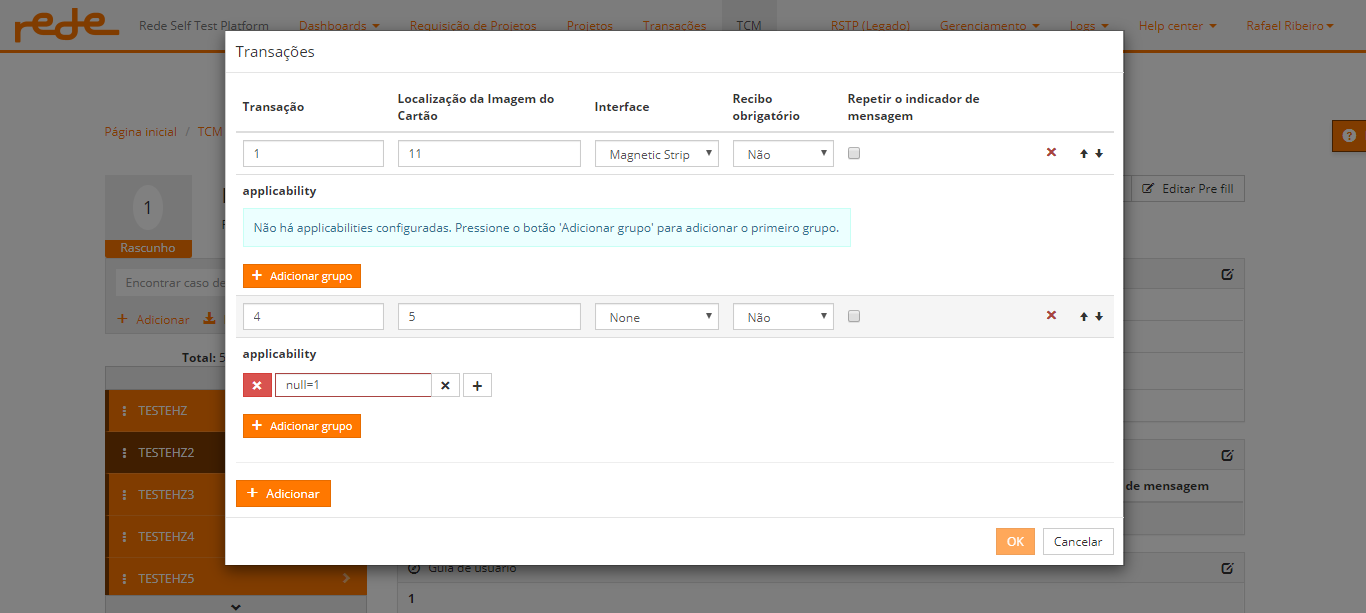 rede Rede Self Test Platform Dashboards Requisição de Projetos Projetos Transações TCM RSTP (Legado) Gerenciamento Logs Help center Rafael Ribeiro
Transações
Transação Localização da Imagem do Cartão Interface Recibo obrigatório Repetir o indicador de mensagem
Página inicial / TCM
1 11 Magnetic Strip Não
applicability
Editar Pre fill
1
Não há applicabilities configuradas. Pressione o botão 'Adicionar grupo' para adicionar o primeiro grupo.
Rascunho
Encontrar caso de
+ Adicionar grupo
+ Adicionar
4 5 None Não
Total: 5
applicability
null=1
TESTEHZ
+ Adicionar grupo
TESTEHZ2
de mensagem
TESTEHZ3
+ Adicionar
TESTEHZ4
OK Cancelar
Guia de usuário
TESTEHZ5
1